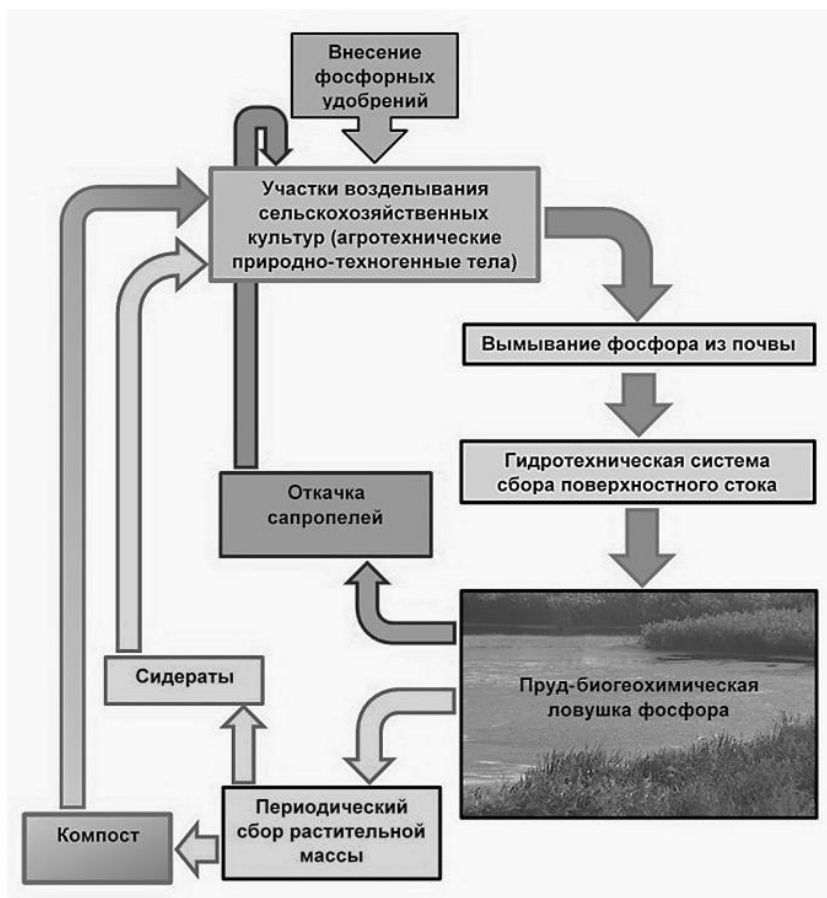 Внесение
фосфорных
удобрений
Участки возделывания
сельскохозяйственных
культур (агротехнические
природно-техногенные тела)
Вымывание фосфора из почвы
Гидротехническая система
сбора поверхностного стока
Откачка
сапропелей
Пруд-биогеохимическая
ловушка фосфора
Сидераты
Периодический
сбор растительной
массы
Компост